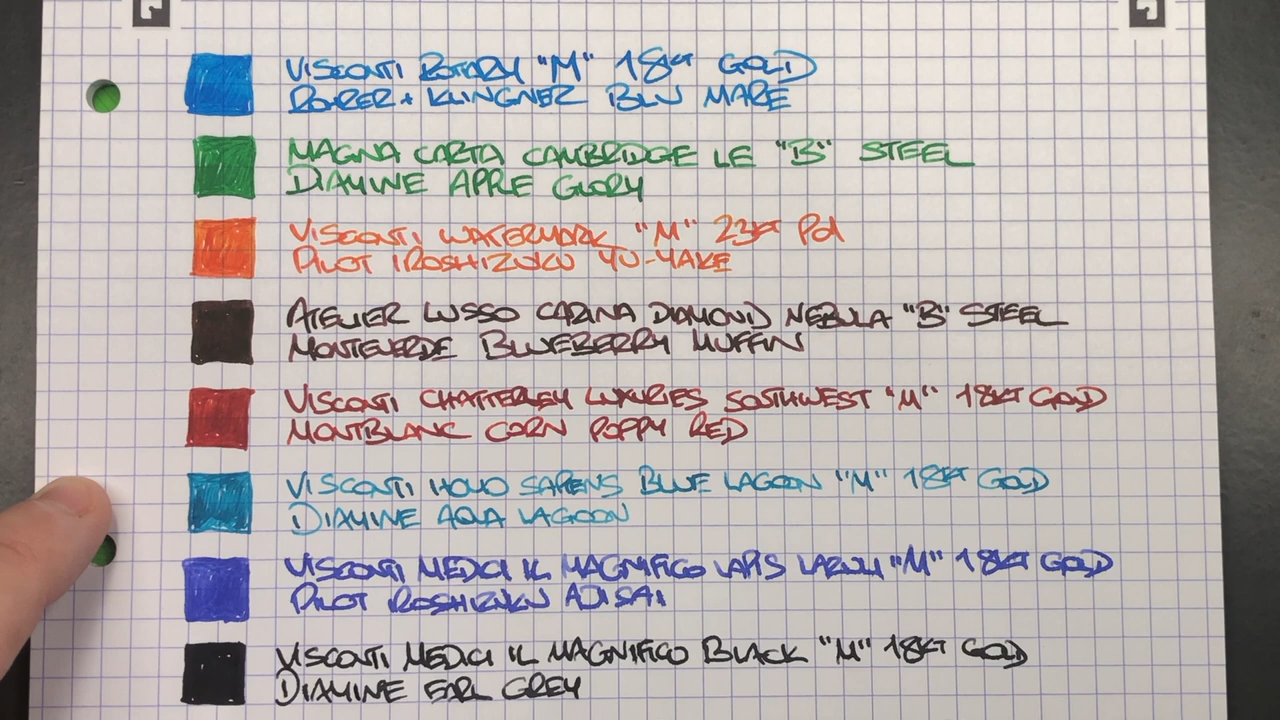 VISCONTI ROTARY "M" 18KT GOLD
ROHRER + KLINGNER BLU MARE
MAGNA CARTA CAMBRIDGE LE "B" STEEL
DIAMINE APPLE GLORY
VISCONTI WATERMARK "M" 23KT Pd
PILOT IROSHIZUKU YU-YAKE
ATELIER LUSSO CARINA DIAMOND NEBULA "B" STEEL
MONTEVERDE BLUEBERRY MUFFIN
VISCONTI CHATTERLEY LUXURIES SOUTHWEST "M" 18KT GOLD
MONTBLANC CORN POPPY RED
VISCONTI HOMO SAPIENS BLUE LAGOON "M" 18KT GOLD
DIAMINE AQUA LAGOON
VISCONTI MEDICI IL MAGNIFICO LAPIS LAZULI "M" 18KT GOLD
PILOT IROSHIZUKU AJISAI
VISCONTI MEDICI IL MAGNIFICO BLACK "M" 18KT GOLD
DIAMINE EARL GREY